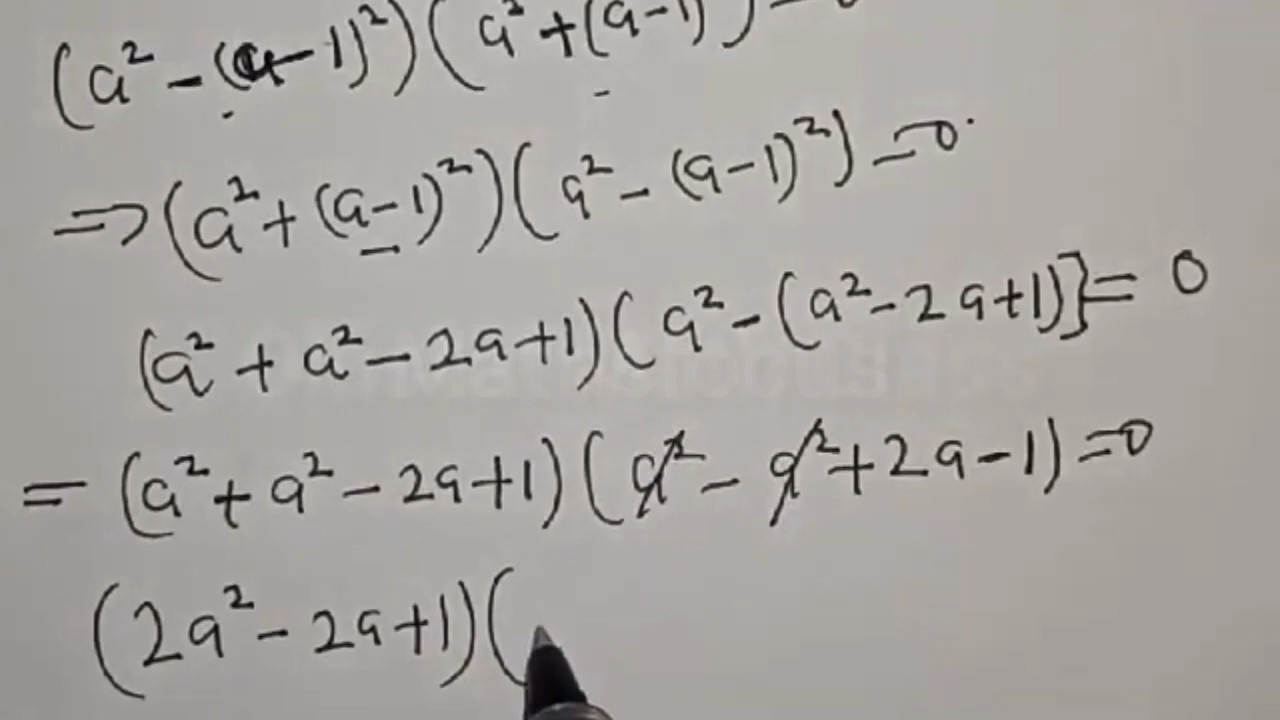 (a² - (a-1)²)(a² + (a-1)
⇒ (a² + (a-1)²)(a² - (a-1)²) = 0
(a² + a² - 2a + 1)(a² - (a² - 2a + 1)] = 0
= (a² + a² - 2a + 1)(a² - a² + 2a - 1) = 0
(2a² - 2a + 1)(